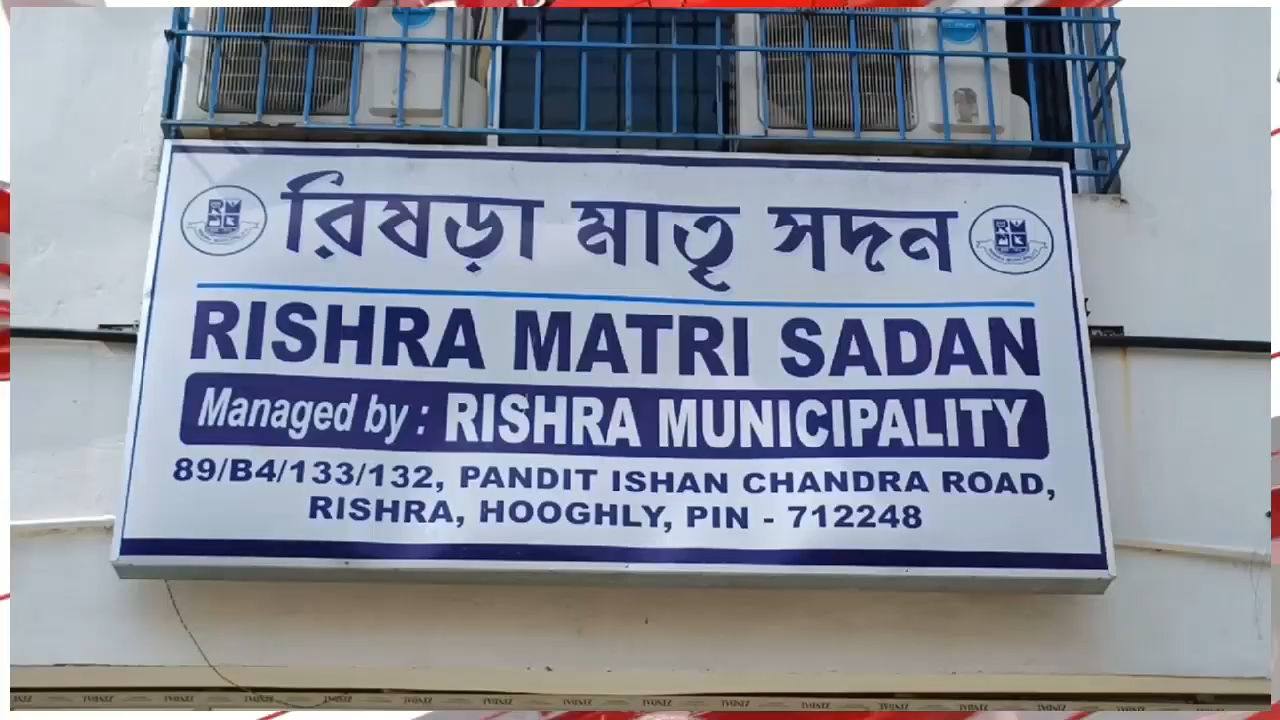 রিষড়া মাতৃ সদন
RISHRA MATRI SADAN
Managed by : RISHRA MUNICIPALITY
89/B4/133/132, PANDIT ISHAN CHANDRA ROAD,
RISHRA, HOOGHLY, PIN - 712248